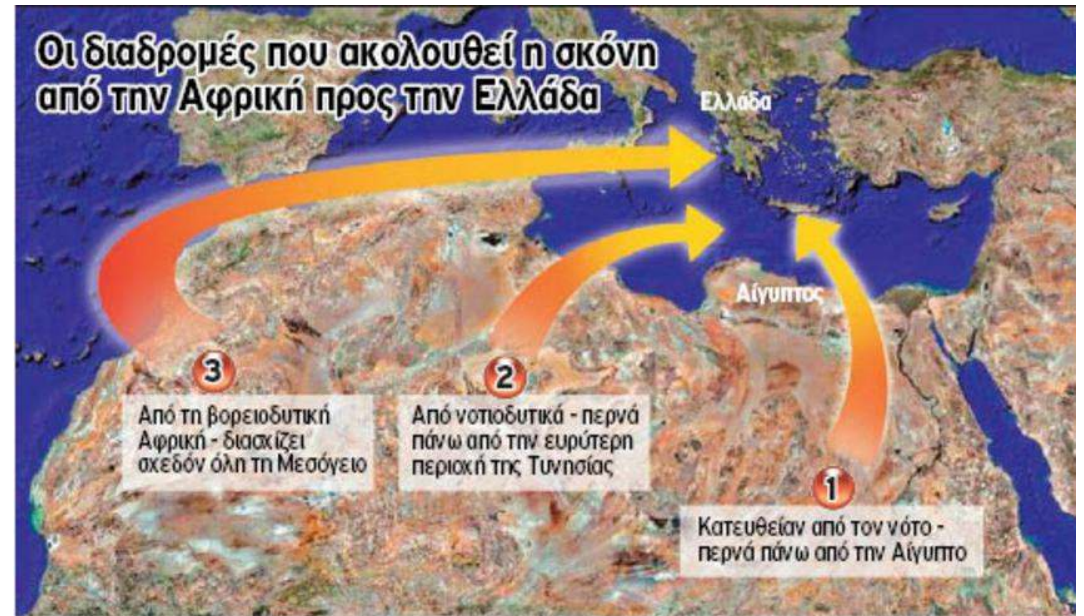 Οι διαδρομές που ακολουθεί η σκόνη
από την Αφρική προς την Ελλάδα
Ελλάδα
Αίγυπτος
3
Από τη βορειοδυτική
Αφρική - διασχίζει
σχεδόν όλη τη Μεσόγειο
2
Από νοτιοδυτικά - περνά
πάνω από την ευρύτερη
περιοχή της Τυνησίας
1
Κατευθείαν από τον νότο -
περνά πάνω από την Αίγυπτο